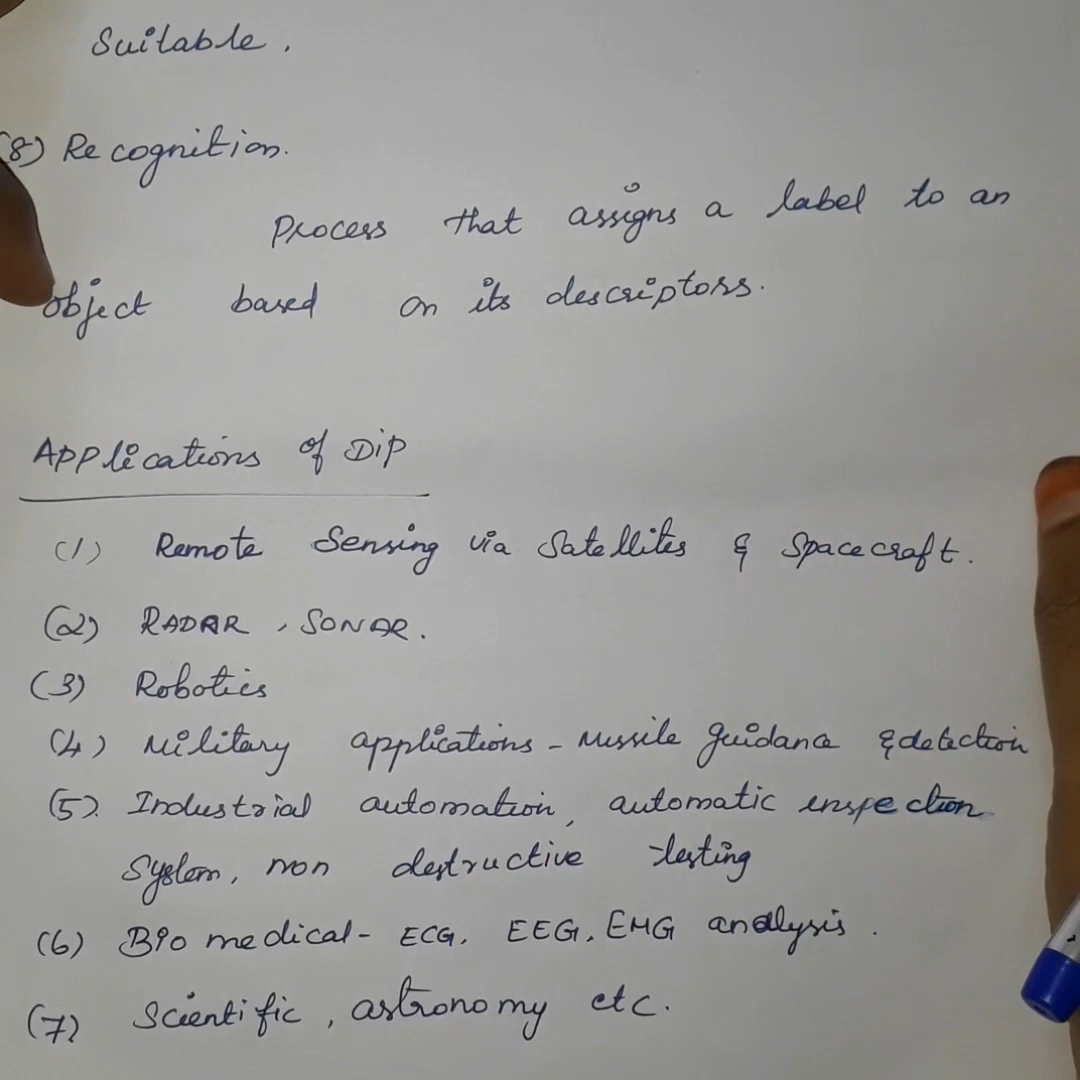 Suitable.
(8) Recognition.
Process that assigns a label to an
object based on its descriptors.
Applications of DIP
(1) Remote Sensing via Satellites & Spacecraft.
(2) RADAR, SONAR.
(3) Robotics
(4) Military applications - Missile guidance & detection
(5). Industrial automation, automatic inspection
System, non destructive testing
(6) Bio medical - ECG, EEG, EMG analysis.
(7) Scientific, astronomy etc.